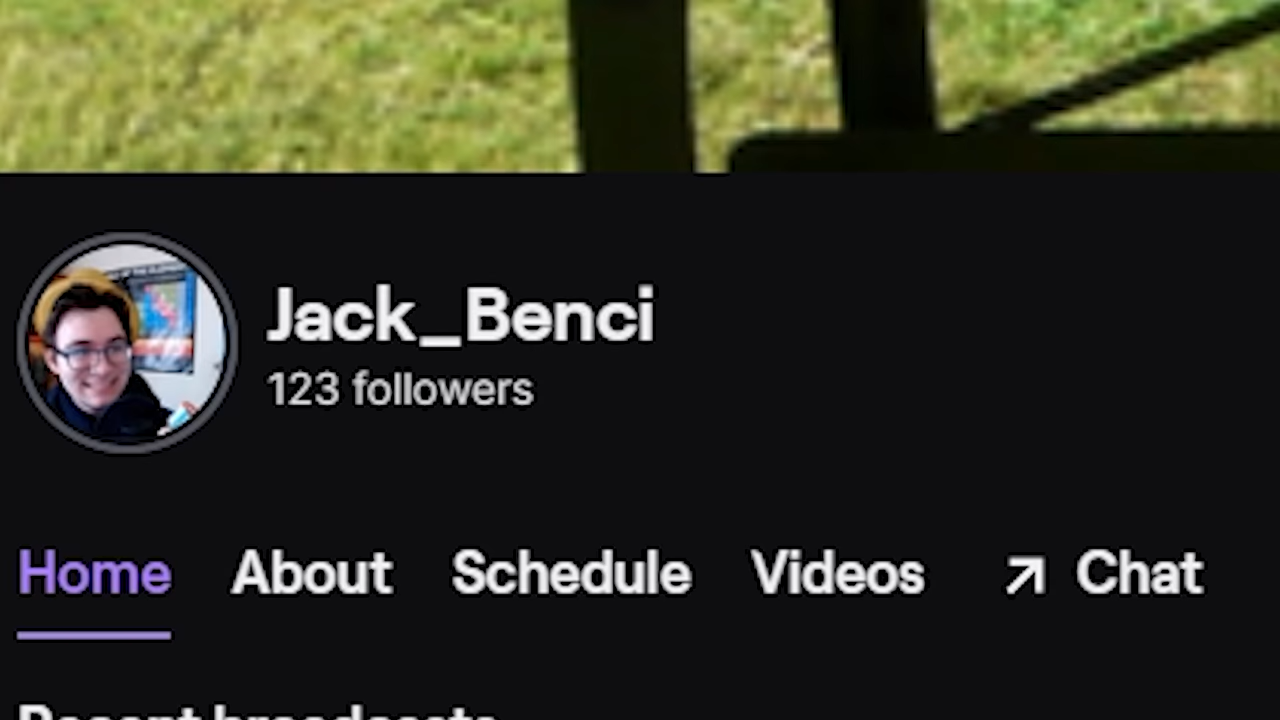 Jack_Benci
123 followers
Home About Schedule Videos Chat
Recent broadcasts